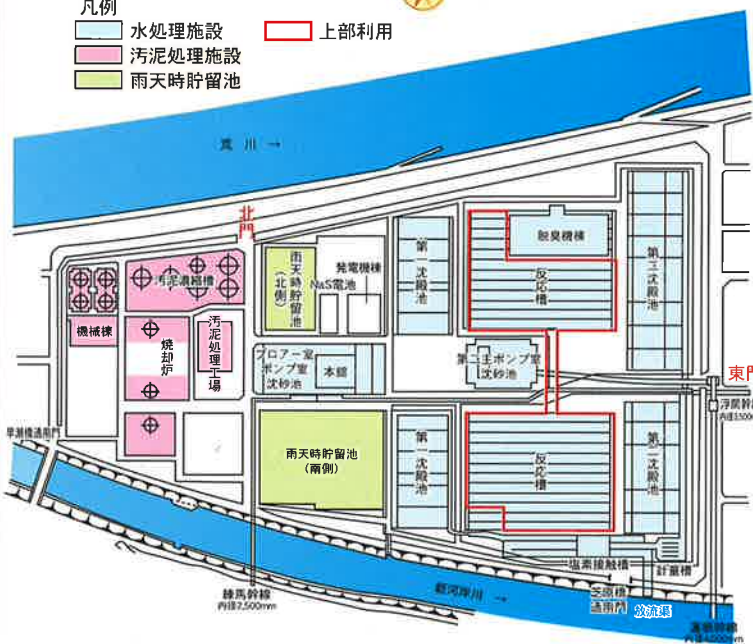 凡例
水処理施設
上部利用
汚泥処理施設
雨天時貯留池
荒川 →
北門
脱臭機棟
第一沈殿池
反応槽
第三沈殿池
雨天時貯留池
(北側)
発電機棟
NaS電池
汚泥濃縮槽
機械棟
焼却炉
汚泥処理工場
ブロアー室
ポンプ室
沈砂池
本館
第二主ポンプ室
沈砂池
東門
浮間幹線
早瀬橋通用門
雨天時貯留池
(南側)
第一沈殿池
反応槽
第二沈殿池
塩素接触槽
計量槽
練馬幹線
内径2,500mm
新河岸川 →
芝原橋
通用門
放流渠